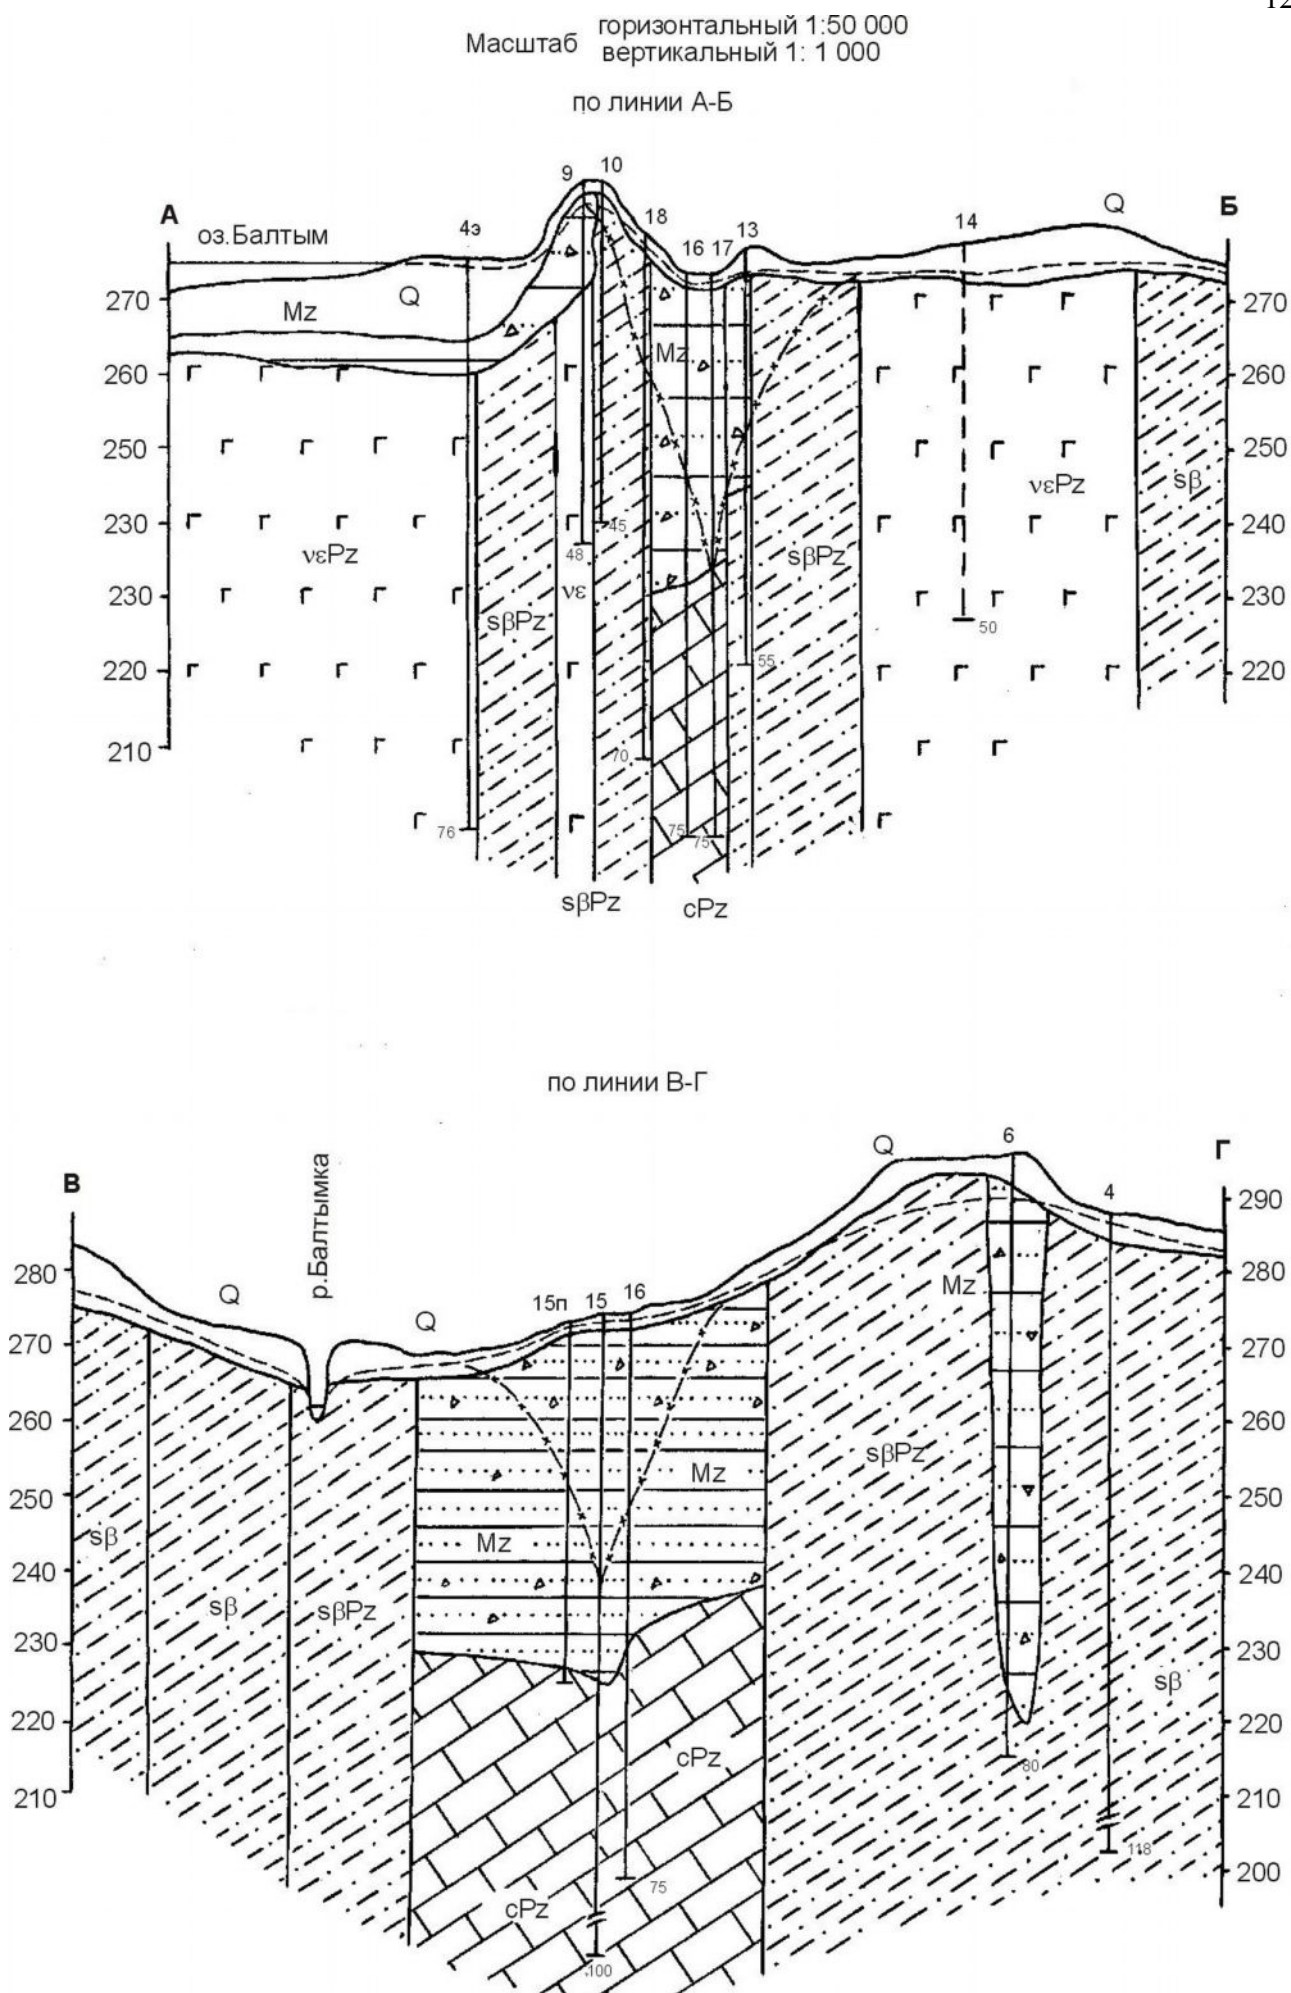 12
Масштаб горизонтальный 1:50 000
вертикальный 1: 1 000
по линии А-Б
9 10
А оз.Балтым 4э 18 16 17 13 14 Q Б
270 Mz Q Mz 270
260 260
250 250
νεPz sβ
230 45 240
48
νεPz νε sβPz
230 230
sβPz 50
220 55 220
210 70
76 75 75
sβPz cPz
по линии В-Г
В р.Балтымка Q 6 Г
4 290
280 Q Q 15п 15 16 Mz 280
270 270
260 260
sβPz
250 Mz 250
sβ Mz
240 sβ sβPz 240
230 230
sβ
220 cPz 220
80
210 210
118
75 200
cPz
100